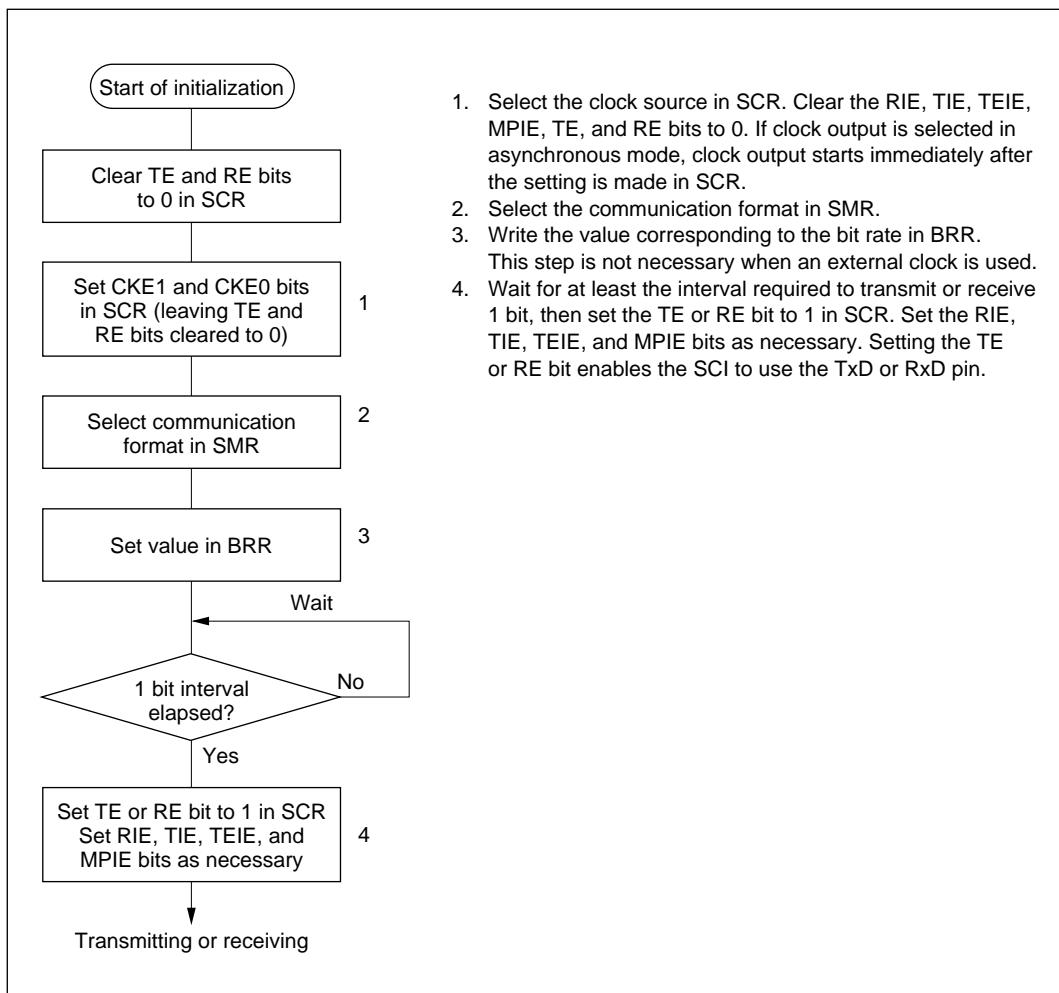 Start of initialization
Clear TE and RE bits
to 0 in SCR
Set CKE1 and CKE0 bits
in SCR (leaving TE and
RE bits cleared to 0)
1
Select communication
format in SMR
2
Set value in BRR
3
Wait
1 bit interval
elapsed?
No
Yes
Set TE or RE bit to 1 in SCR
Set RIE, TIE, TEIE, and
MPIE bits as necessary
4
Transmitting or receiving
1. Select the clock source in SCR. Clear the RIE, TIE, TEIE,
MPIE, TE, and RE bits to 0. If clock output is selected in
asynchronous mode, clock output starts immediately after
the setting is made in SCR.
2. Select the communication format in SMR.
3. Write the value corresponding to the bit rate in BRR.
This step is not necessary when an external clock is used.
4. Wait for at least the interval required to transmit or receive
1 bit, then set the TE or RE bit to 1 in SCR. Set the RIE,
TIE, TEIE, and MPIE bits as necessary. Setting the TE
or RE bit enables the SCI to use the TxD or RxD pin.